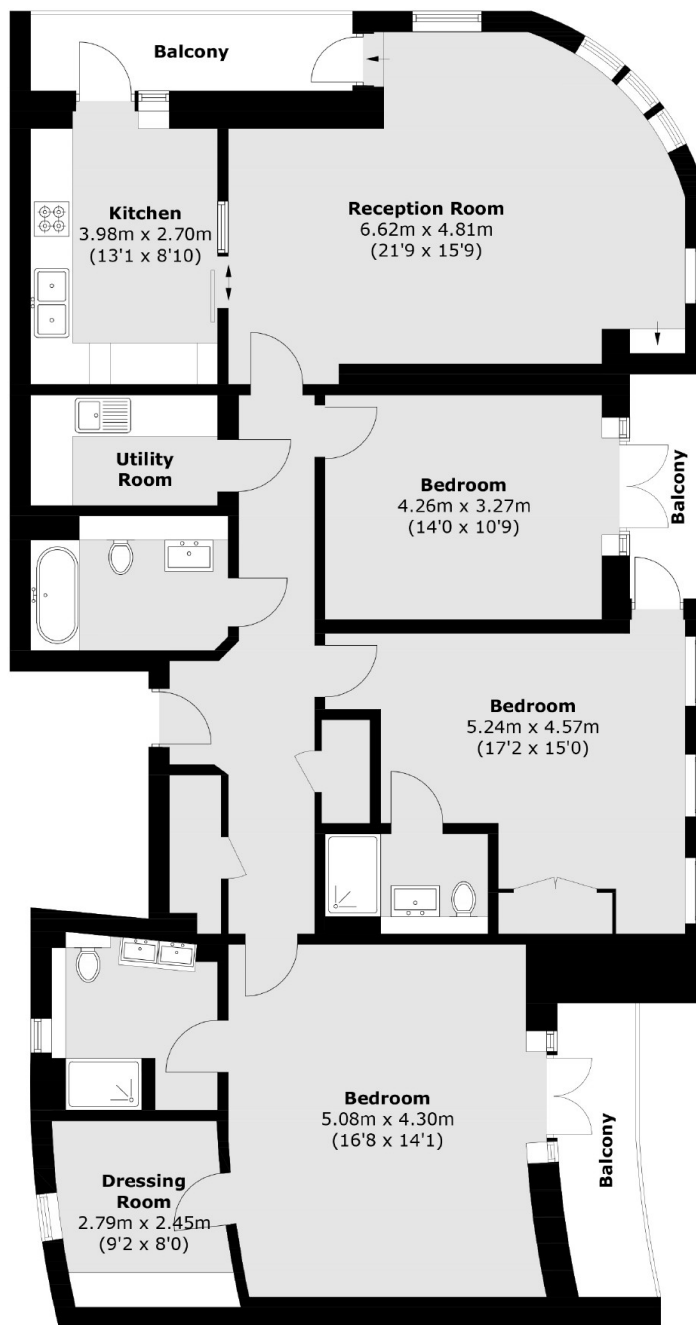 Balcony
Kitchen
3.98m x 2.70m
(13'1 x 8'10)
Reception Room
6.62m x 4.81m
(21'9 x 15'9)
Utility
Room
Bedroom
4.26m x 3.27m
(14'0 x 10'9)
Balcony
Bedroom
5.24m x 4.57m
(17'2 x 15'0)
Bedroom
5.08m x 4.30m
(16'8 x 14'1)
Balcony
Dressing
Room
2.79m x 2.45m
(9'2 x 8'0)